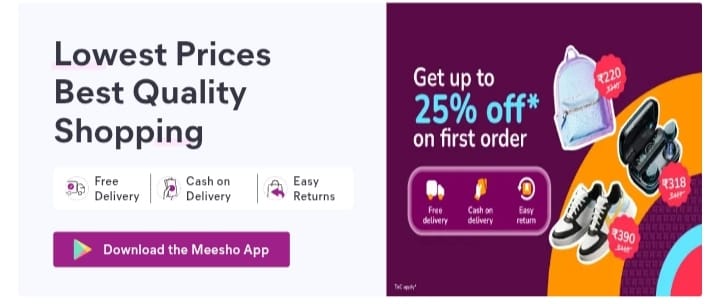 Lowest Prices
Best Quality
Shopping
Free
Delivery
Cash on
Delivery
Easy
Returns
Download the Meesho App
Get up to
25% off*
on first order
Free
delivery
Cash on
delivery
Easy
return
₹220
₹318
₹390
T&C apply*